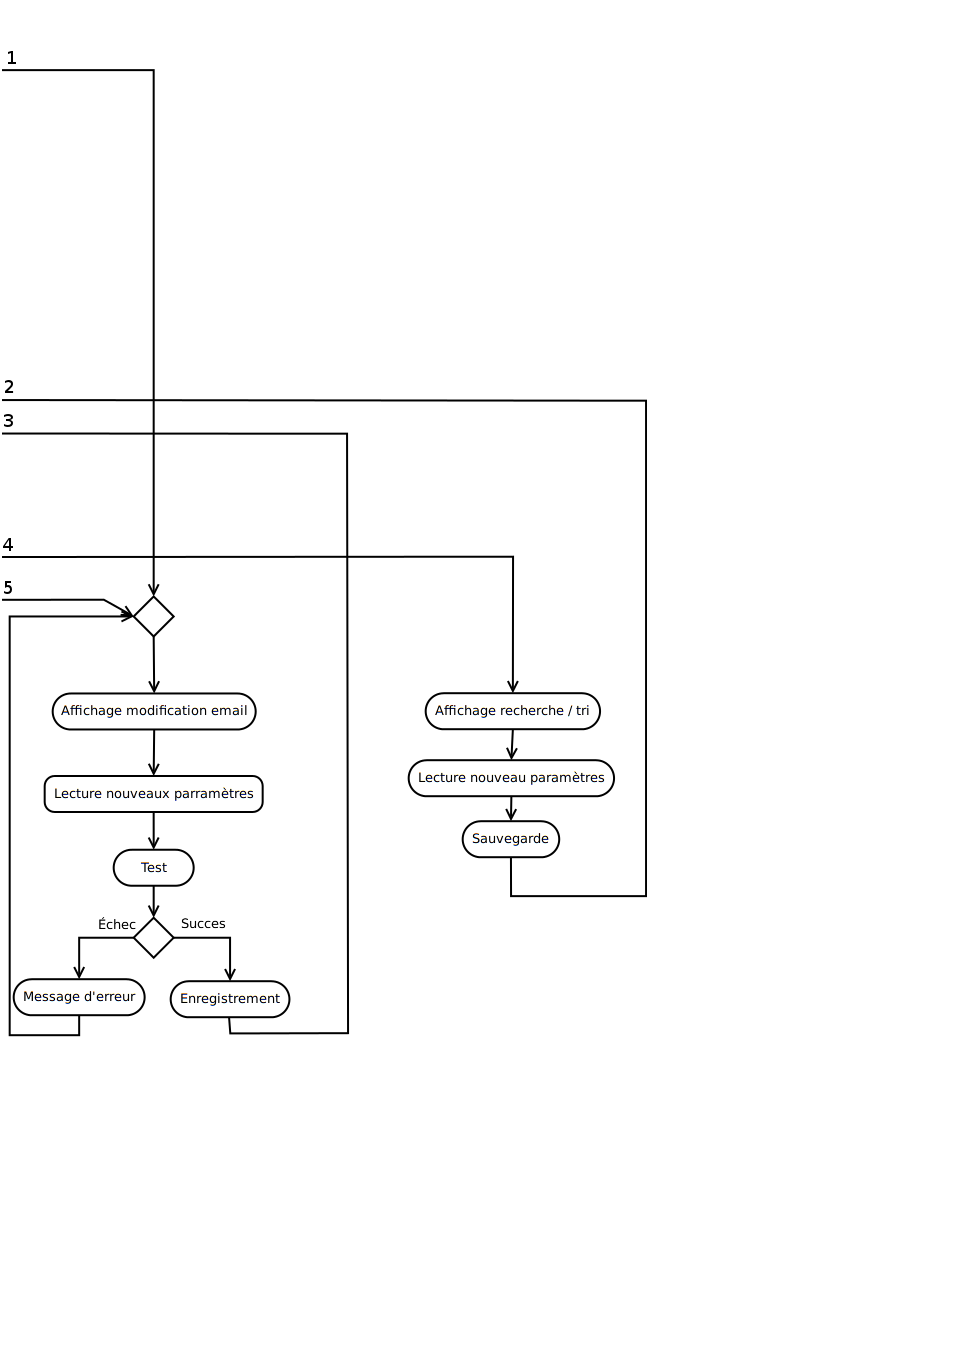 1
2
3
4
5
Affichage modification email
Affichage recherche / tri
Lecture nouveau paramètres
Lecture nouveaux parramètres
Sauvegarde
Test
Échec
Succes
Message d'erreur
Enregistrement